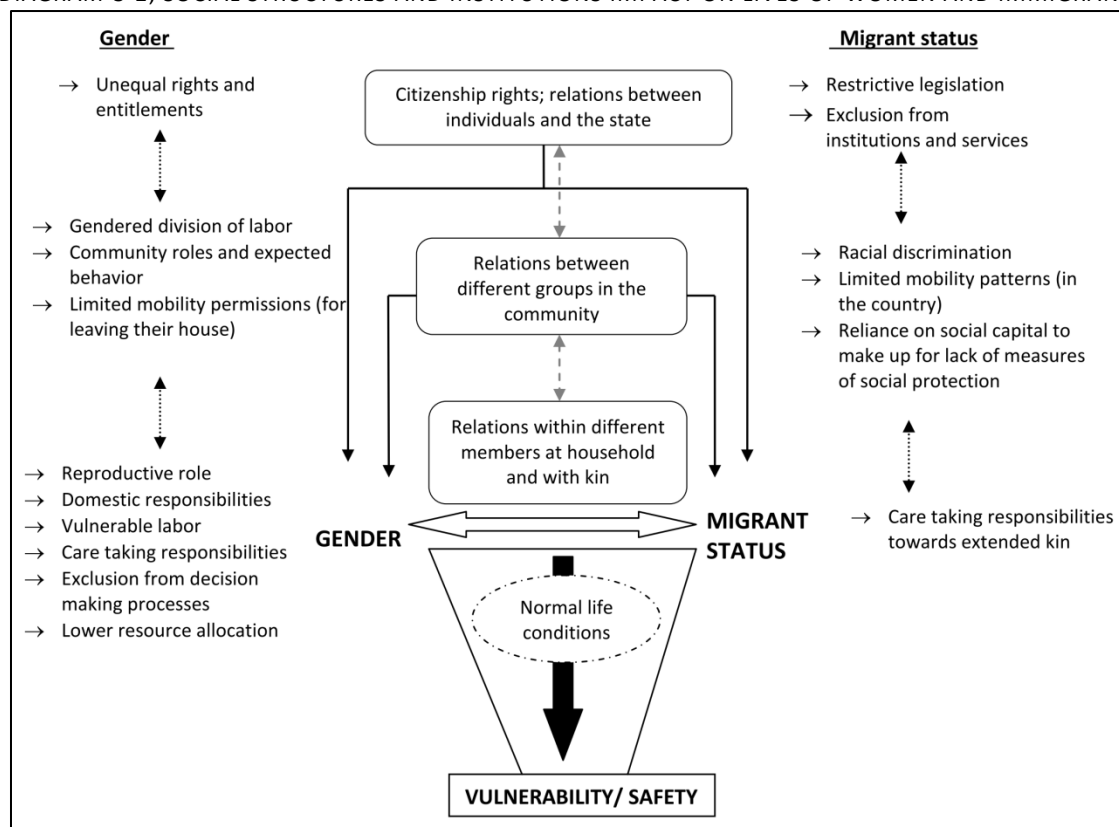 Gender
→ Unequal rights and
entitlements
→ Gendered division of labor
→ Community roles and expected
behavior
→ Limited mobility permissions (for
leaving their house)
→ Reproductive role
→ Domestic responsibilities
→ Vulnerable labor
→ Care taking responsibilities
→ Exclusion from decision
making processes
→ Lower resource allocation
Citizenship rights; relations between
individuals and the state
Relations between
different groups in the
community
Relations within different
members at household
and with kin
GENDER
MIGRANT
STATUS
Normal life
conditions
VULNERABILITY/ SAFETY
Migrant status
→ Restrictive legislation
→ Exclusion from
institutions and services
→ Racial discrimination
→ Limited mobility patterns (in
the country)
→ Reliance on social capital to
make up for lack of measures
of social protection
→ Care taking responsibilities
towards extended kin